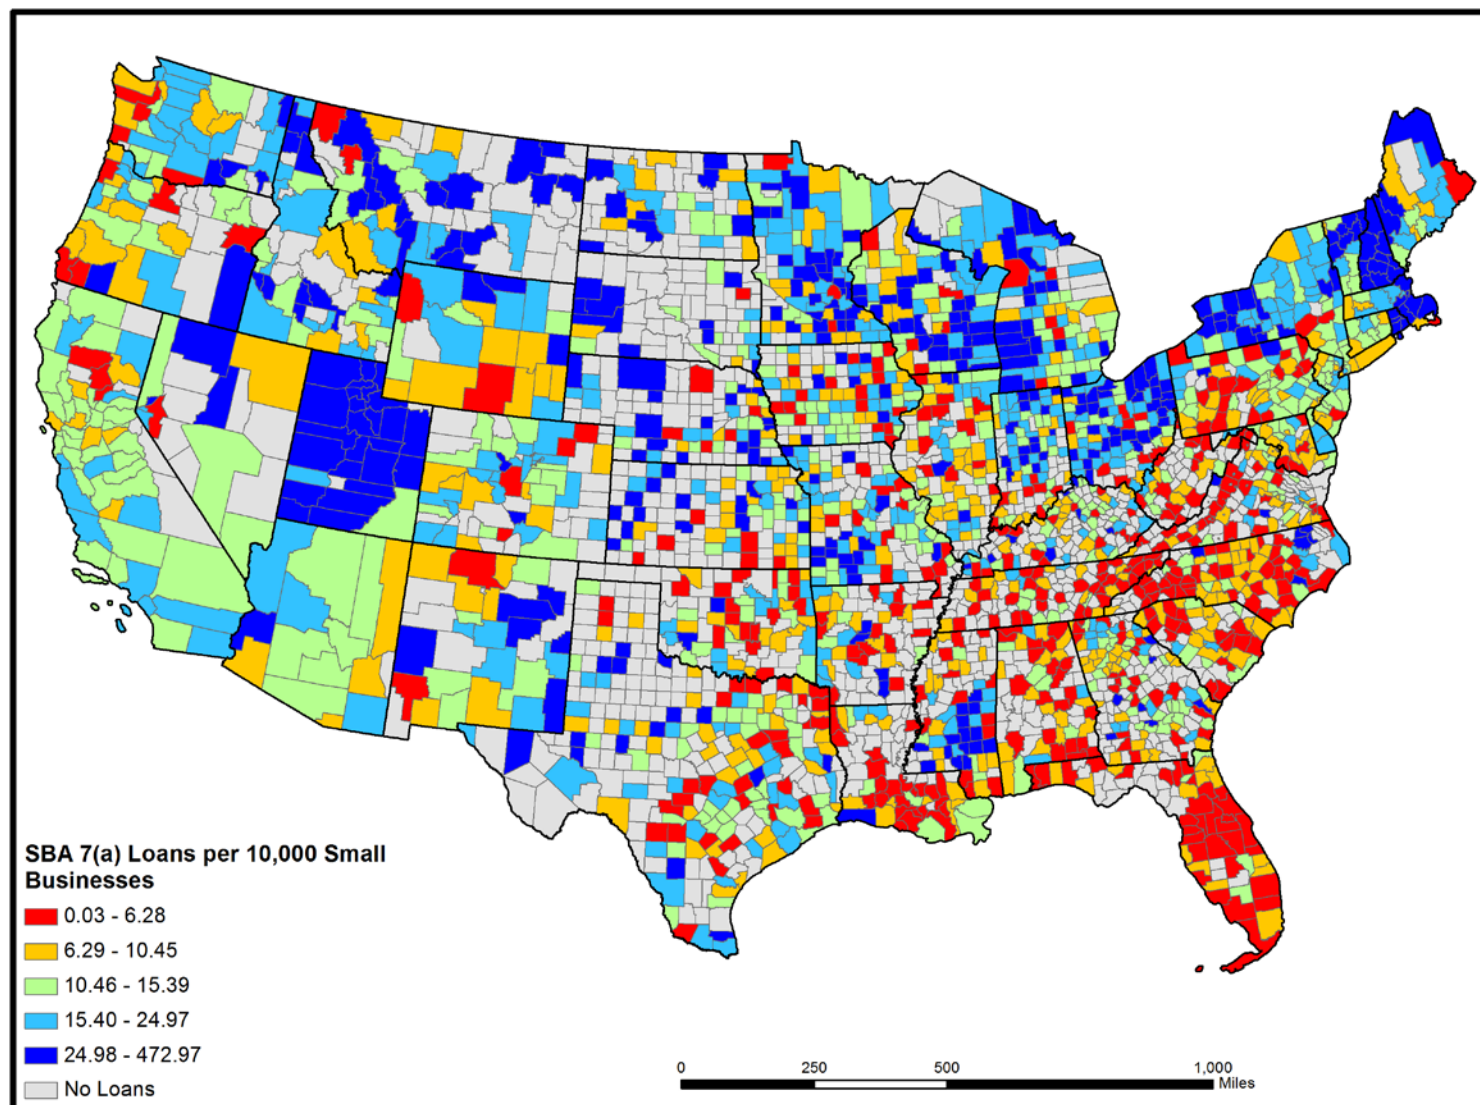 SBA 7(a) Loans per 10,000 Small
Businesses
0.03 - 6.28
6.29 - 10.45
10.46 - 15.39
15.40 - 24.97
24.98 - 472.97
No Loans
0 250 500 1,000
Miles